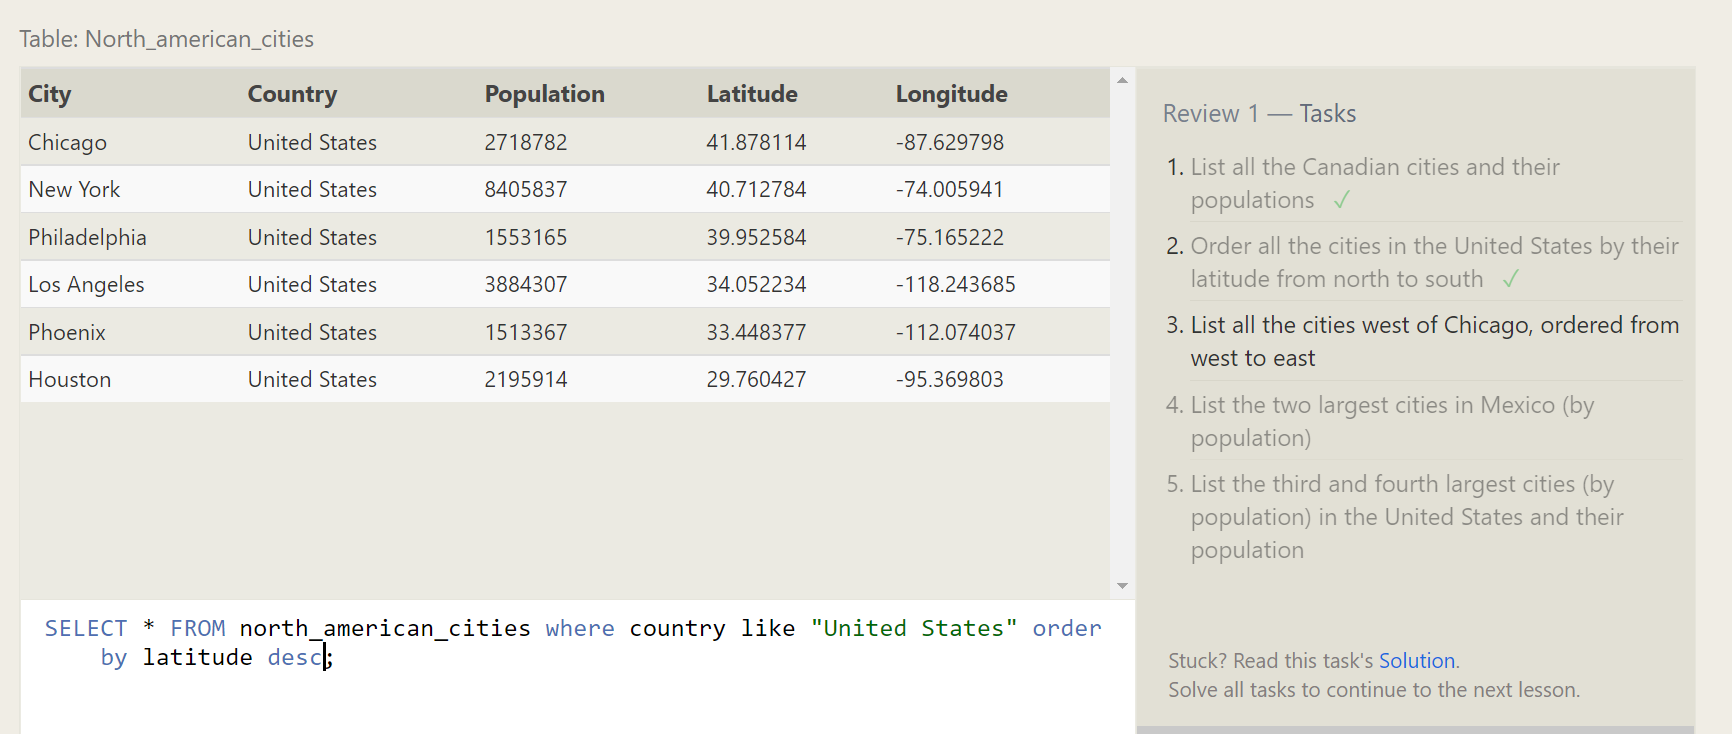 Table: North_american_cities
City Country Population Latitude Longitude
Chicago United States 2718782 41.878114 -87.629798
New York United States 8405837 40.712784 -74.005941
Philadelphia United States 1553165 39.952584 -75.165222
Los Angeles United States 3884307 34.052234 -118.243685
Phoenix United States 1513367 33.448377 -112.074037
Houston United States 2195914 29.760427 -95.369803
SELECT * FROM north_american_cities where country like "United States" order
by latitude desc;
Review 1 — Tasks
1. List all the Canadian cities and their
populations ✓
2. Order all the cities in the United States by their
latitude from north to south ✓
3. List all the cities west of Chicago, ordered from
west to east
4. List the two largest cities in Mexico (by
population)
5. List the third and fourth largest cities (by
population) in the United States and their
population
Stuck? Read this task's Solution.
Solve all tasks to continue to the next lesson.